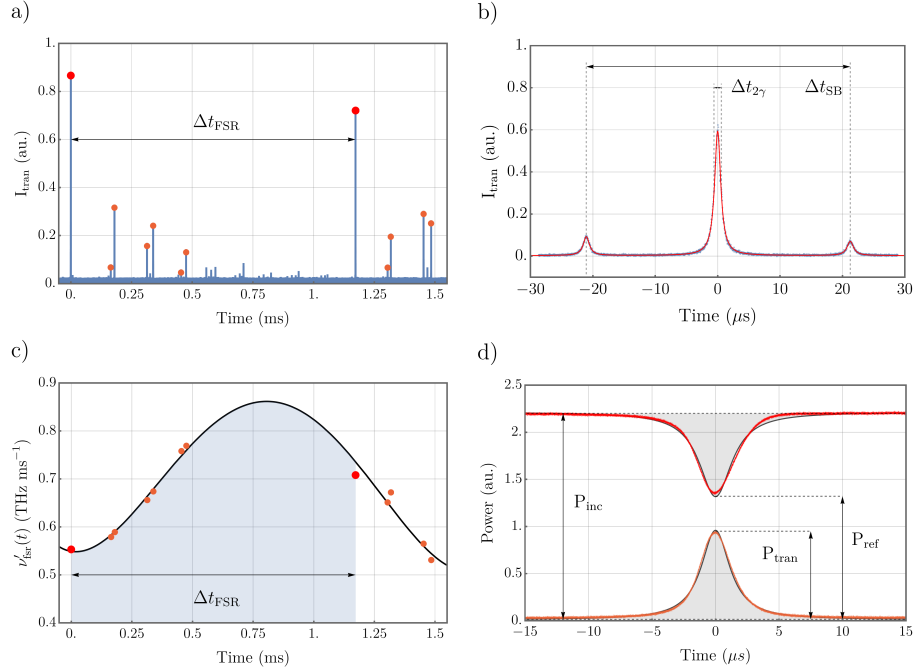 a)
1.
0.8
0.6
0.4
0.2
0.
I_tran (au.)
Δt_FSR
0. 0.25 0.5 0.75 1. 1.25 1.5
Time (ms)
b)
1.
0.8
0.6
0.4
0.2
0.
I_tran (au.)
Δt_2γ Δt_SB
−30 −20 −10 0 10 20 30
Time (μs)
c)
0.9
0.8
0.7
0.6
0.5
0.4
ν′_fsr(t) (THz ms⁻¹)
Δt_FSR
0. 0.25 0.5 0.75 1. 1.25 1.5
Time (ms)
d)
2.5
2.
1.5
1.
0.5
0.
Power (au.)
P_inc
P_tran
P_ref
−15 −10 −5 0 5 10 15
Time (μs)